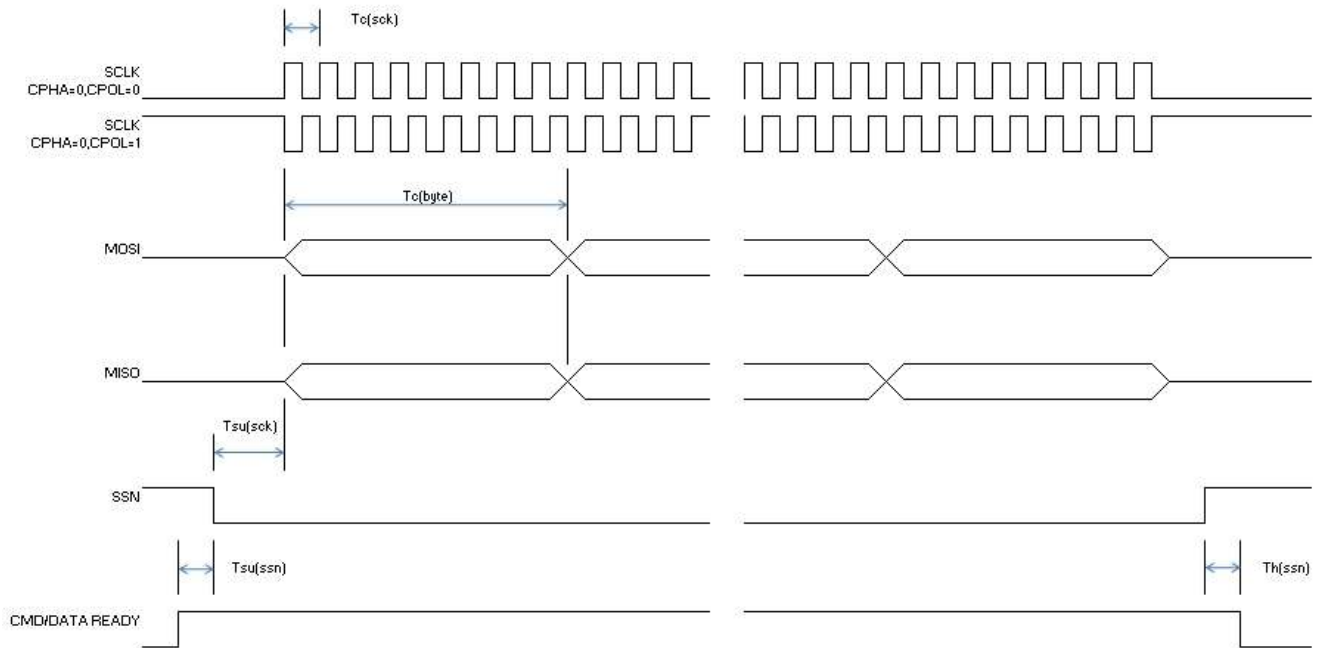 Tc(sck)
SCLK
CPHA=0,CPOL=0
SCLK
CPHA=0,CPOL=1
Tc(byte)
MOSI
MISO
Tsu(sck)
SSN
Tsu(ssn)
Th(ssn)
CMD/DATA READY